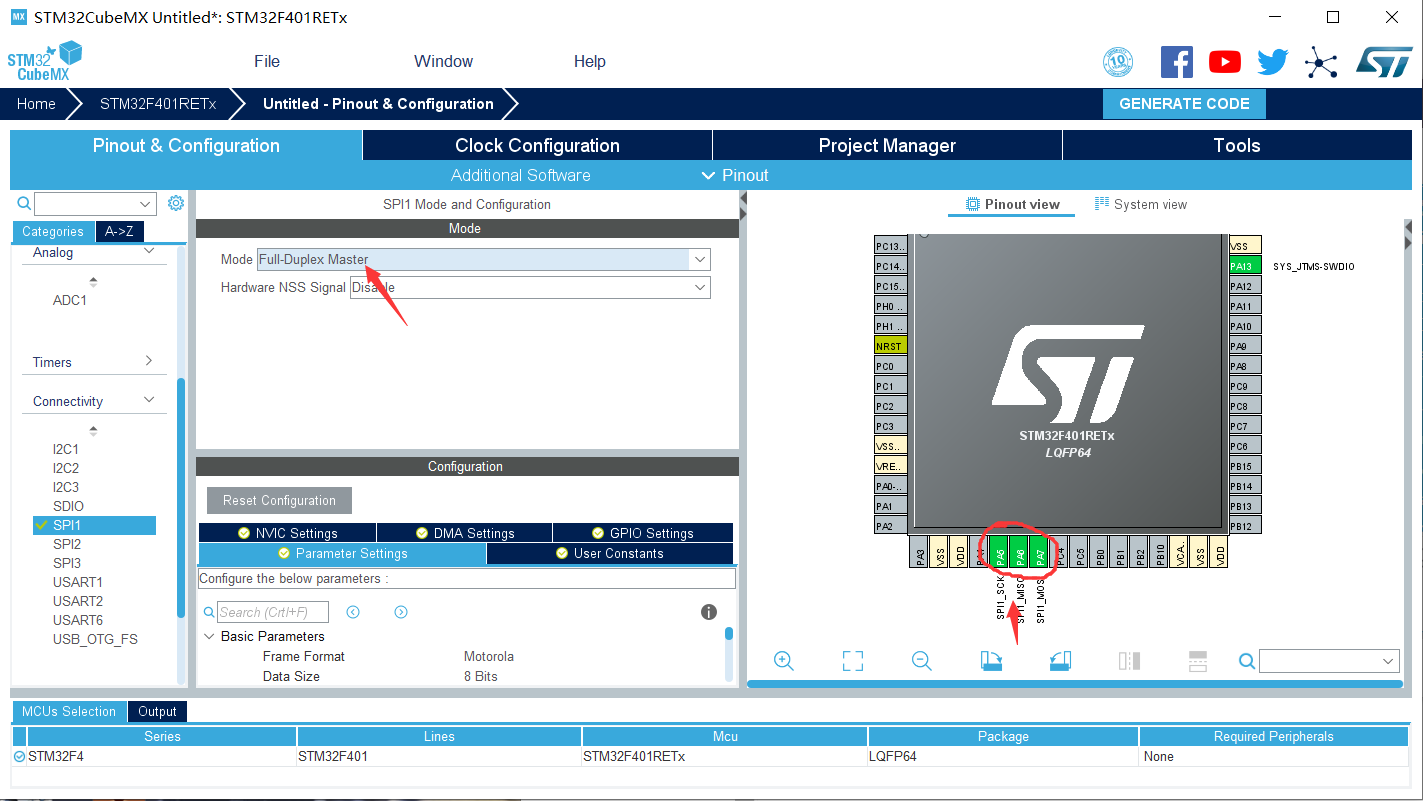 MX STM32CubeMX Untitled*: STM32F401RETx
STM32
CubeMX
File Window Help
10
Home STM32F401RETx Untitled - Pinout & Configuration GENERATE CODE
Pinout & Configuration Clock Configuration Project Manager Tools
Additional Software Pinout
Categories A->Z
Analog
ADC1
Timers
Connectivity
I2C1
I2C2
I2C3
SDIO
SPI1
SPI2
SPI3
USART1
USART2
USART6
USB_OTG_FS
SPI1 Mode and Configuration
Mode
Mode Full-Duplex Master
Hardware NSS Signal Disable
Configuration
Reset Configuration
NVIC Settings DMA Settings GPIO Settings
Parameter Settings User Constants
Configure the below parameters :
Search (Crtl+F)
Basic Parameters
Frame Format Motorola
Data Size 8 Bits
Pinout view System view
PC13..
PC14..
PC15..
PH0 ..
PH1 ..
NRST
PC0
PC1
PC2
PC3
VSS..
VRE..
PA0-..
PA1
PA2
ST
STM32F401RETx
LQFP64
VSS
PA13 SYS_JTMS-SWDIO
PA12
PA11
PA10
PA9
PA8
PC9
PC8
PC7
PC6
PB15
PB14
PB13
PB12
PA3 VSS VDD PA5 PA6 PA7 PC4 PC5 PB0 PB1 PB2 PB10 VCA.. VSS VDD
SPI1_SCK SPI1_MISO SPI1_MOSI
MCUs Selection Output
Series Lines Mcu Package Required Peripherals
STM32F4 STM32F401 STM32F401RETx LQFP64 None